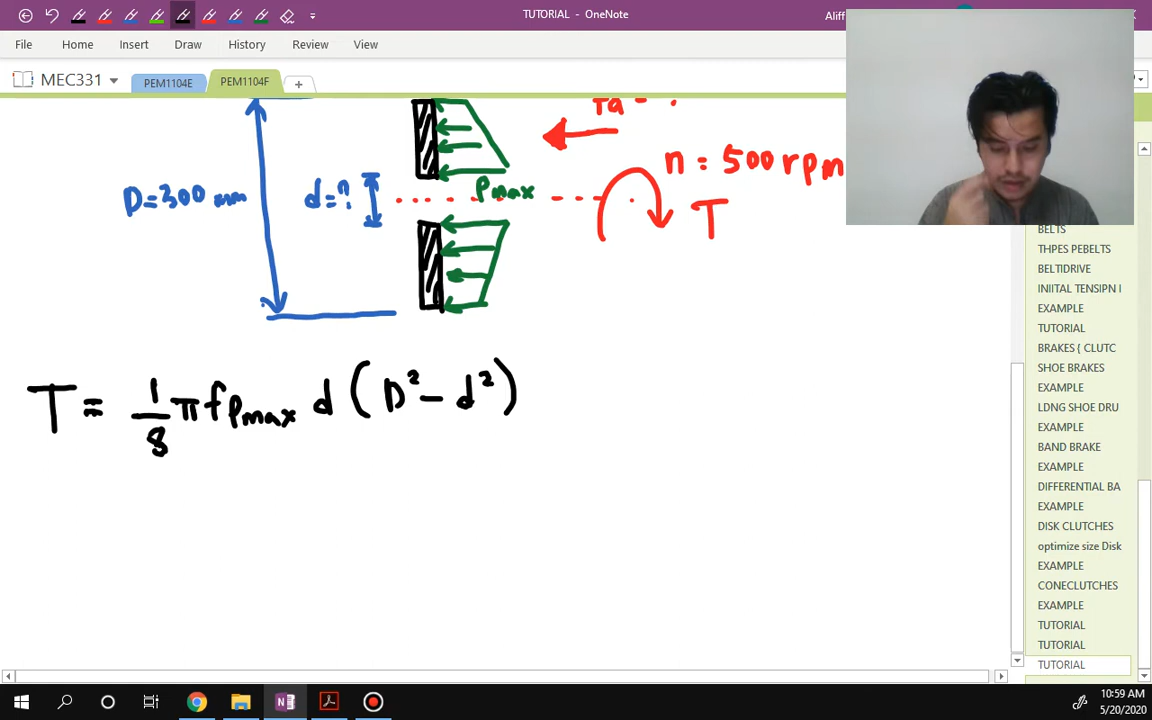 TUTORIAL - OneNote
Aliff
File Home Insert Draw History Review View
MEC331 PEM1104E PEM1104F
n = 500 rpm
D=300 mm d=? Pmax
T
T = 1/8 π f Pmax d (D² - d²)
BELTS
THPES PEBELTS
BELTIDRIVE
INIITAL TENSIPN I
EXAMPLE
TUTORIAL
BRAKES { CLUTC
SHOE BRAKES
EXAMPLE
LDNG SHOE DRU
EXAMPLE
BAND BRAKE
EXAMPLE
DIFFERENTIAL BA
EXAMPLE
DISK CLUTCHES
optimize size Disk
EXAMPLE
CONECLUTCHES
EXAMPLE
TUTORIAL
TUTORIAL
TUTORIAL
10:59 AM
5/20/2020